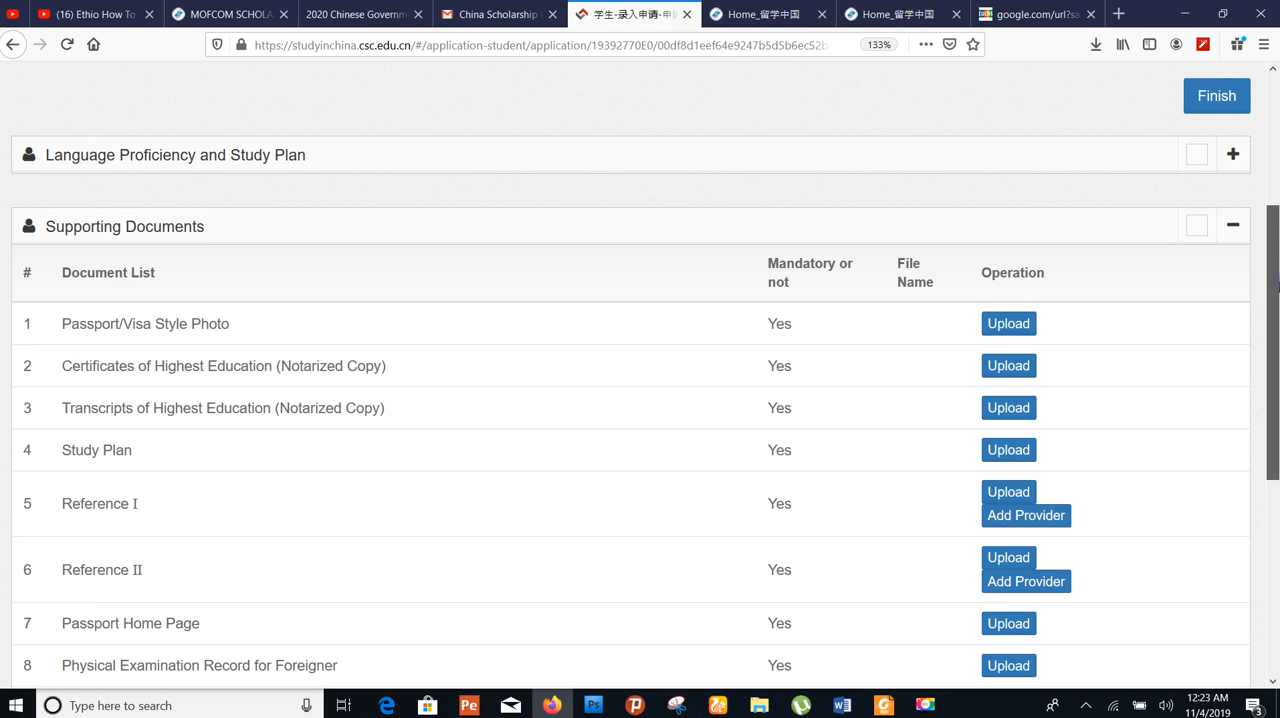 (16) Ethio How To
MOFCOM SCHOLA
2020 Chinese Governm
China Scholarship
学生-录入申请-申
Home_留学中国
Home_留学中国
google.com/url?sa
https://studyinchina.csc.edu.cn/#/application-student/application/19392770E0/00df8d1eef64e9247b5d5b6ec52b
133%
Finish
Language Proficiency and Study Plan
Supporting Documents
# Document List Mandatory or not File Name Operation
1 Passport/Visa Style Photo Yes Upload
2 Certificates of Highest Education (Notarized Copy) Yes Upload
3 Transcripts of Highest Education (Notarized Copy) Yes Upload
4 Study Plan Yes Upload
5 Reference Ⅰ Yes Upload
Add Provider
6 Reference Ⅱ Yes Upload
Add Provider
7 Passport Home Page Yes Upload
8 Physical Examination Record for Foreigner Yes Upload
Type here to search
12:23 AM
11/4/2019
3